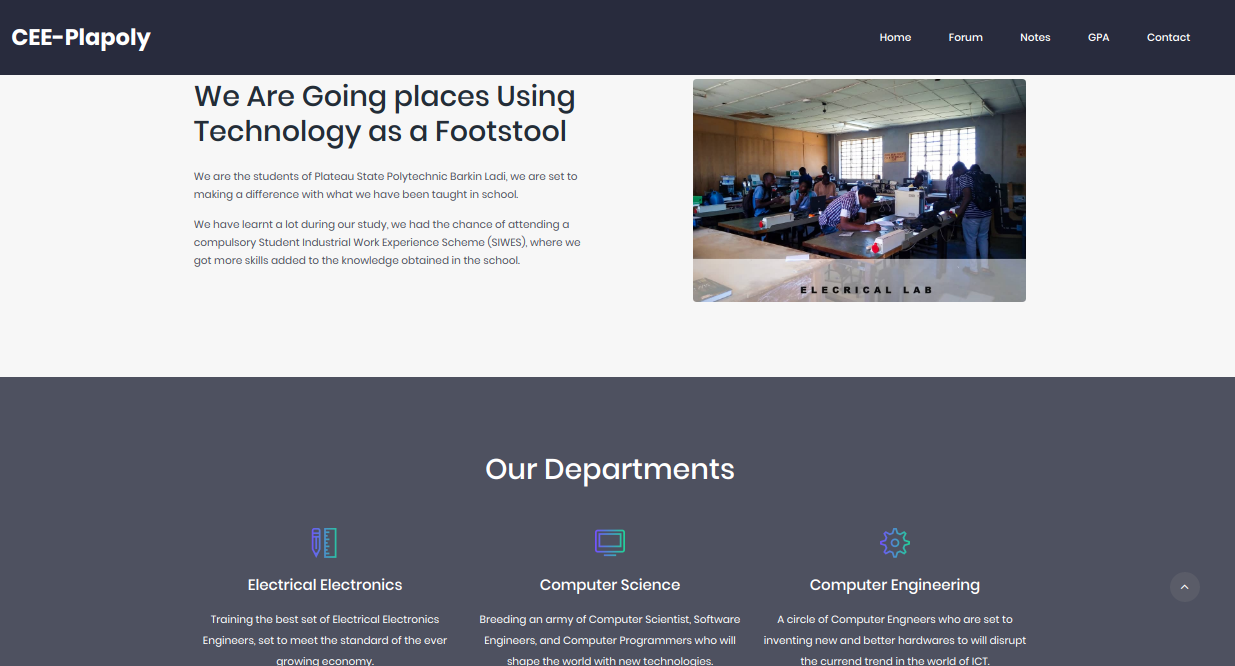 CEE-Plapoly
Home Forum Notes GPA Contact
We Are Going places Using
Technology as a Footstool
We are the students of Plateau State Polytechnic Barkin Ladi, we are set to
making a difference with what we have been taught in school.
We have learnt a lot during our study, we had the chance of attending a
compulsory Student Industrial Work Experience Scheme (SIWES), where we
got more skills added to the knowledge obtained in the school.
ELECRICAL LAB
Our Departments
Electrical Electronics
Training the best set of Electrical Electronics
Engineers, set to meet the standard of the ever
growing economy.
Computer Science
Breeding an army of Computer Scientist, Software
Engineers, and Computer Programmers who will
shape the world with new technologies.
Computer Engineering
A circle of Computer Engneers who are set to
inventing new and better hardwares to will disrupt
the currend trend in the world of ICT.